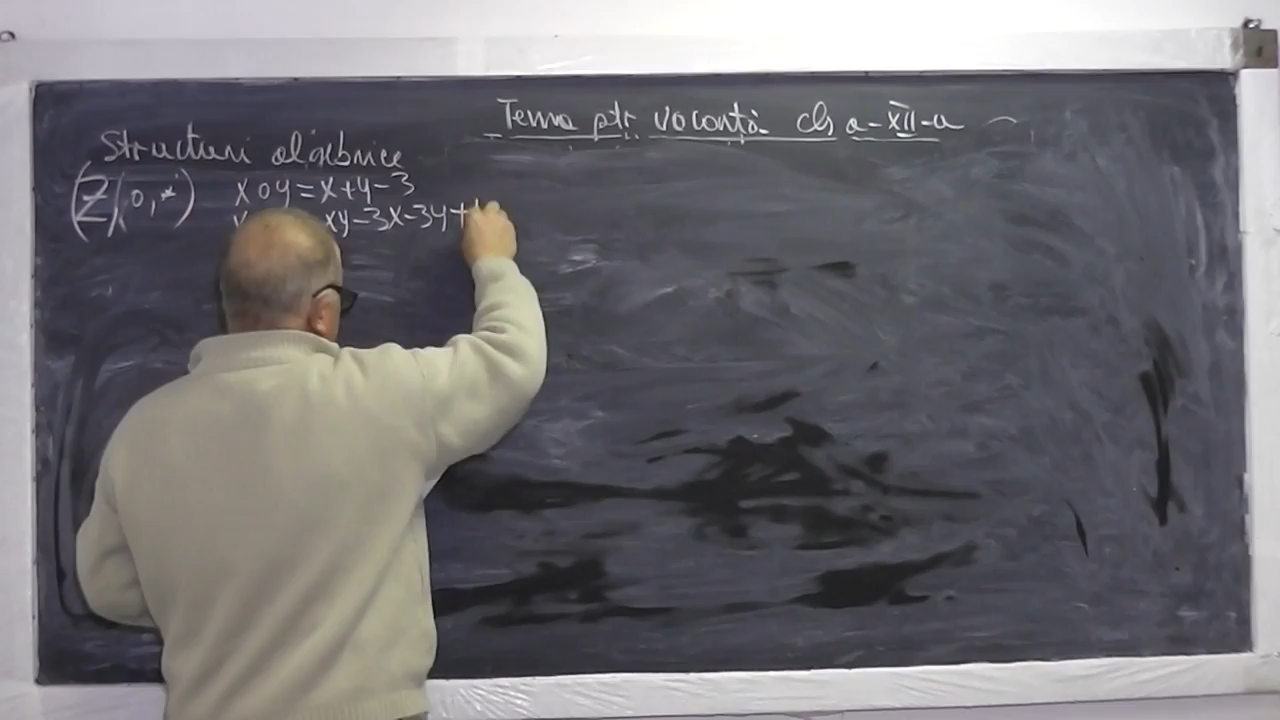 Tema ptr vacanță cls a-XII-a
Structuri algebrice
(Z, o, *) x o y = x + y - 3
xy - 3x - 3y +